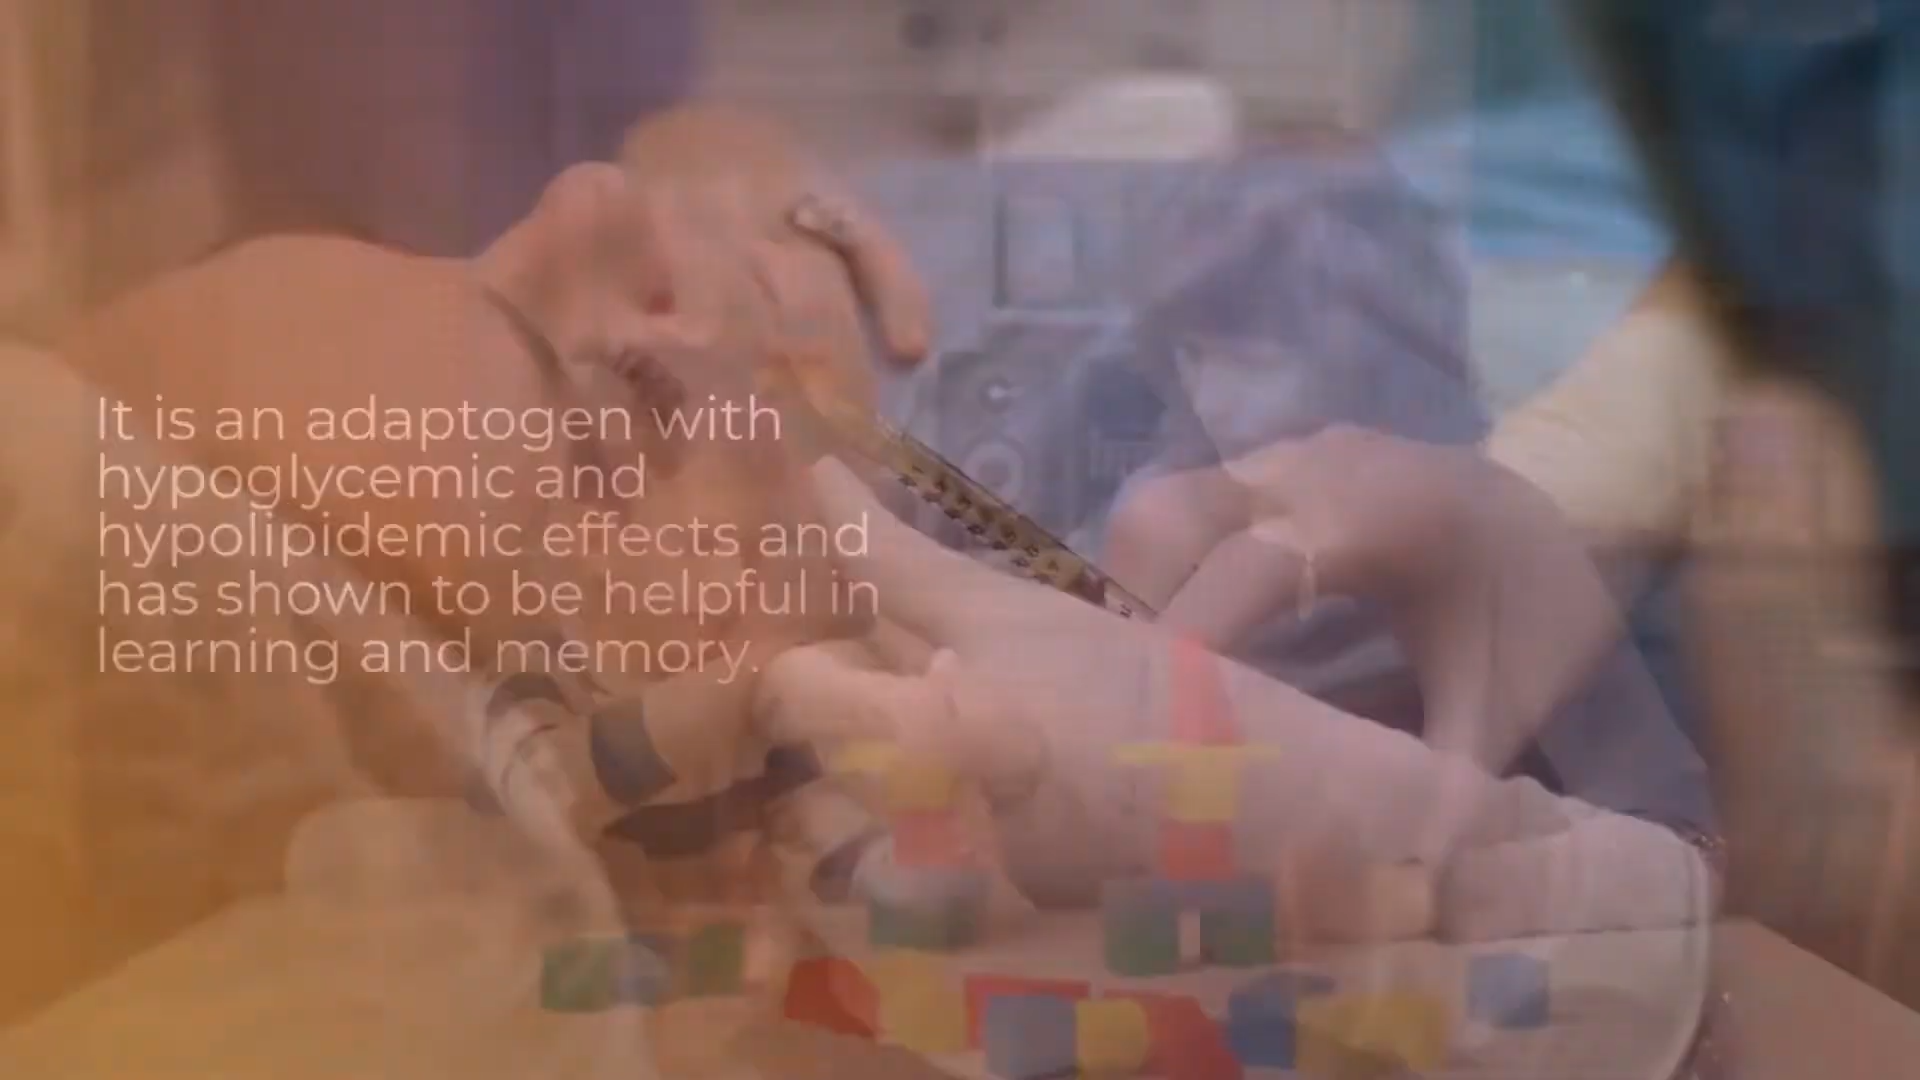 It is an adaptogen with
hypoglycemic and
hypolipidemic effects and
has shown to be helpful in
learning and memory.